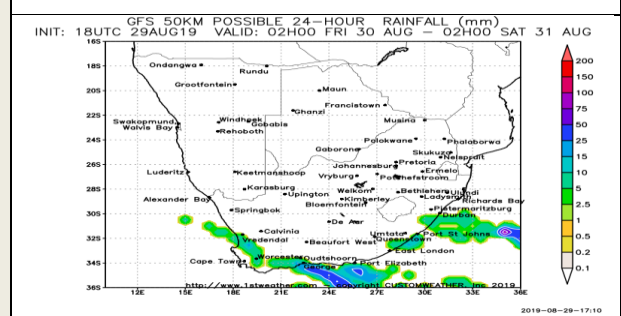 GFS 50KM POSSIBLE 24-HOUR RAINFALL (mm)
INIT: 18UTC 29AUG19 VALID: 02H00 FRI 30 AUG – 02H00 SAT 31 AUG
16S
18S
20S
22S
24S
26S
28S
30S
32S
34S
36S
Ondangwa
Rundu
Grootfontein
Maun
Francistown
Ghanzi
Swakopmund
Windhoek
Gobabis
Walvis Bay
Rehoboth
Musina
Polokwane
Phalaborwa
Gaborone
Skukuza
Johannesburg
Pretoria
Nelspruit
Luderitz
Keetmanshoop
Vryburg
Potchefstroom
Ermelo
Karasburg
Upington
Welkom
Bethlehem
Ulundi
Alexander Bay
Kimberley
Ladysmith
Bloemfontein
Richards Bay
Springbok
Pietermaritzburg
Durban
De Aar
Calvinia
Umtata
Port St Johns
Vredendal
Beaufort West
Queenstown
East London
Cape Town
Worcester
Oudtshoorn
George
Port Elizabeth
http://www.1stweather.com – copyright CUSTOMWEATHER, Inc 2019
12E 15E 18E 21E 24E 27E 30E 33E 36E
200
150
100
75
50
25
15
10
5
2.5
1
0.5
0.2
0.1
2019-08-29-17:10